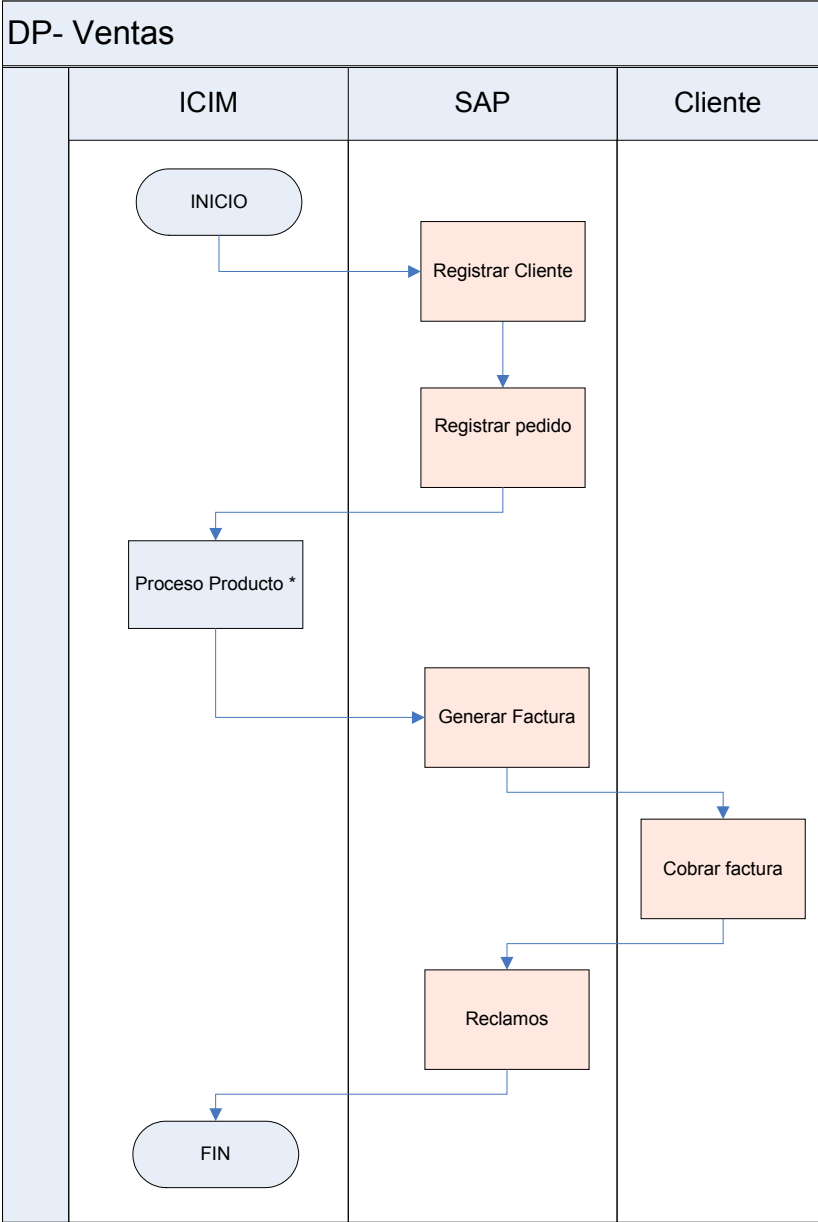 DP- Ventas
ICIM
SAP
Cliente
INICIO
Registrar Cliente
Registrar pedido
Proceso Producto *
Generar Factura
Cobrar factura
Reclamos
FIN